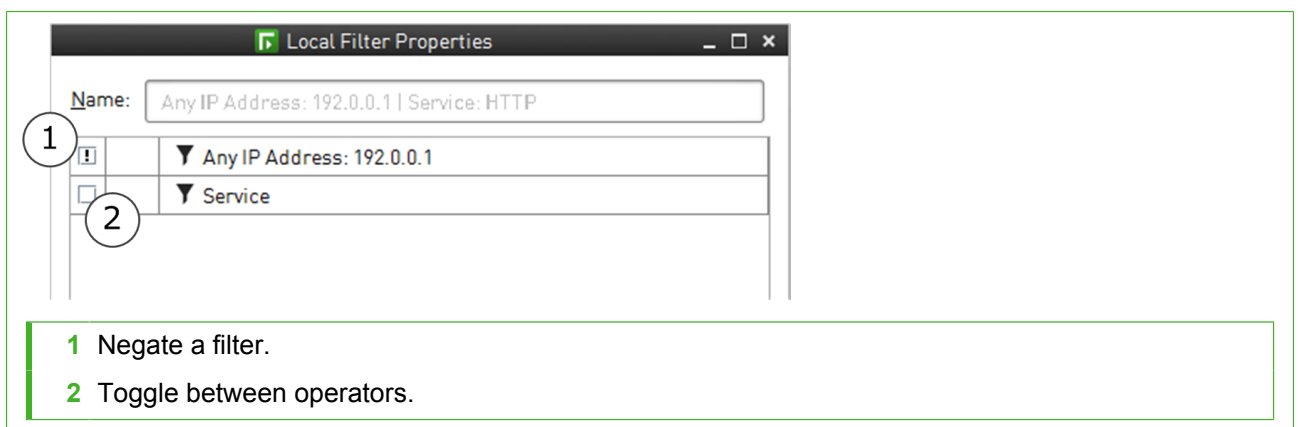 Local Filter Properties
Name: Any IP Address: 192.0.0.1 | Service: HTTP
1
! Any IP Address: 192.0.0.1
Service
2
1 Negate a filter.
2 Toggle between operators.